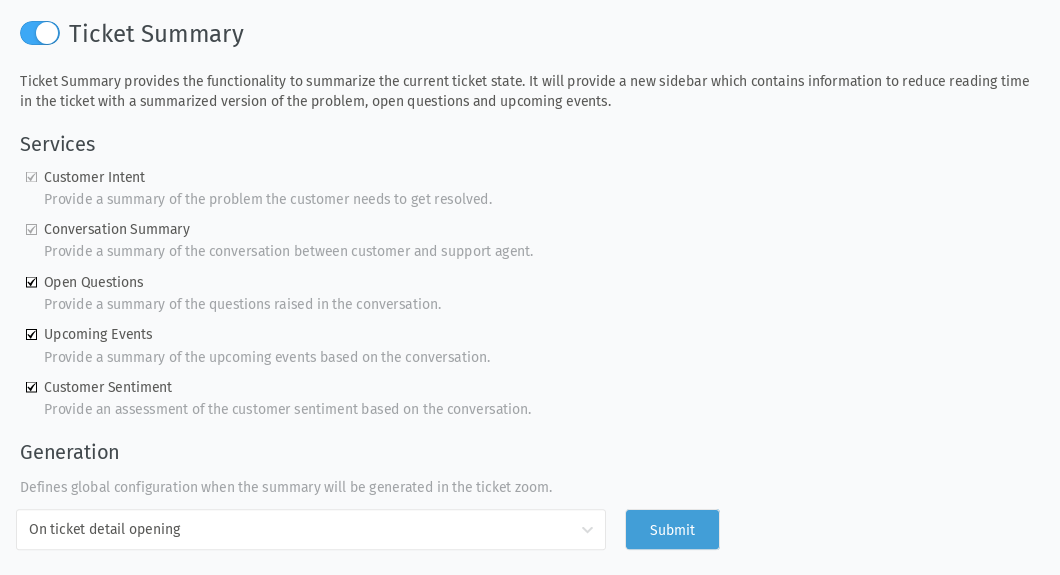 Ticket Summary
Ticket Summary provides the functionality to summarize the current ticket state. It will provide a new sidebar which contains information to reduce reading time
in the ticket with a summarized version of the problem, open questions and upcoming events.
Services
Customer Intent
Provide a summary of the problem the customer needs to get resolved.
Conversation Summary
Provide a summary of the conversation between customer and support agent.
Open Questions
Provide a summary of the questions raised in the conversation.
Upcoming Events
Provide a summary of the upcoming events based on the conversation.
Customer Sentiment
Provide an assessment of the customer sentiment based on the conversation.
Generation
Defines global configuration when the summary will be generated in the ticket zoom.
On ticket detail opening
Submit